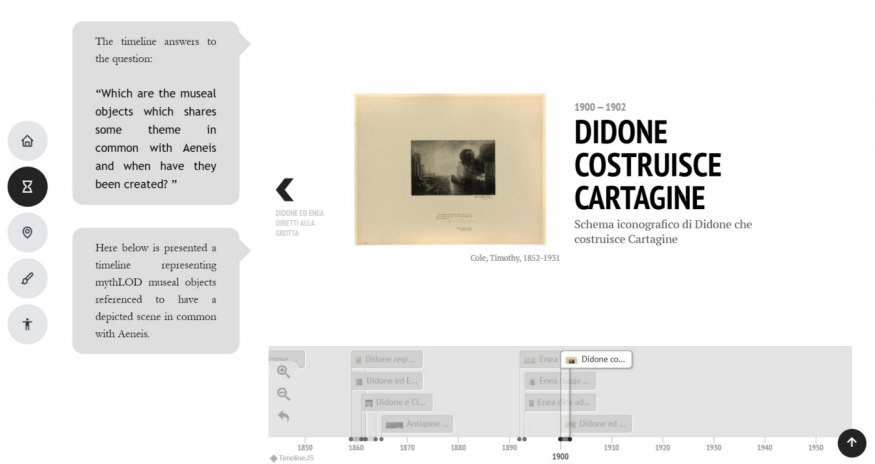 The timeline answers to
the question:
“Which are the museal
objects which shares
some theme in
common with Aeneis
and when have they
been created? ”
Here below is presented a
timeline representing
mythLOD museal objects
referenced to have a
depicted scene in common
with Aeneis.
DIDONE ED ENEA
DIRETTI ALLA
GROTTA
Cole, Timothy, 1852-1931
1900 – 1902
DIDONE
COSTRUISCE
CARTAGINE
Schema iconografico di Didone che
costruisce Cartagine
Didone regi...
Enea
Didone co...
Didone ed E...
Enea
Didone e Cl...
Enea
Antigone ...
Didone ed ...
1850
1860
1870
1880
1890
1900
1910
1920
1930
1940
1950
TimelineJS